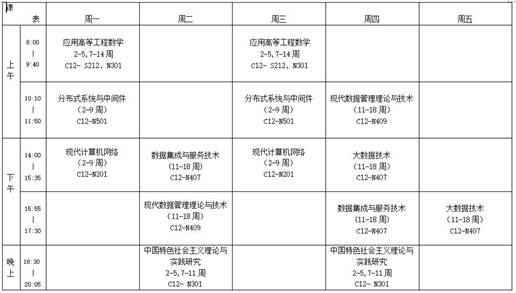 课
表 周一 周二 周三 周四 周五
上午
8:00
|
9:40
应用高等工程数学
2-5,7-14周
C12- S212、N301
应用高等工程数学
2-5,7-14周
C12- S212、N301
10:10
|
11:50
分布式系统与中间件
(2-9 周)
C12-N501
分布式系统与中间件
(2-9 周)
C12-N501
现代数据管理理论与技术
(11-18 周)
C12-N409
下午
14:00
|
15:35
现代计算机网络
(2-9 周)
C12-N201
数据集成与服务技术
(11-18 周)
C12-N407
现代计算机网络
(2-9 周)
C12-N201
大数据技术
(11-18 周)
C12-N407
15:55
|
17:30
现代数据管理理论与技术
(11-18 周)
C12-N409
数据集成与服务技术
(11-18 周)
C12-N407
大数据技术
(11-18 周)
C12-N407
晚上
18:30
|
20:05
中国特色社会主义理论与
实践研究
2-5,7-11 周
C12- N301
中国特色社会主义理论与
实践研究
2-5,7-11 周
C12- N301